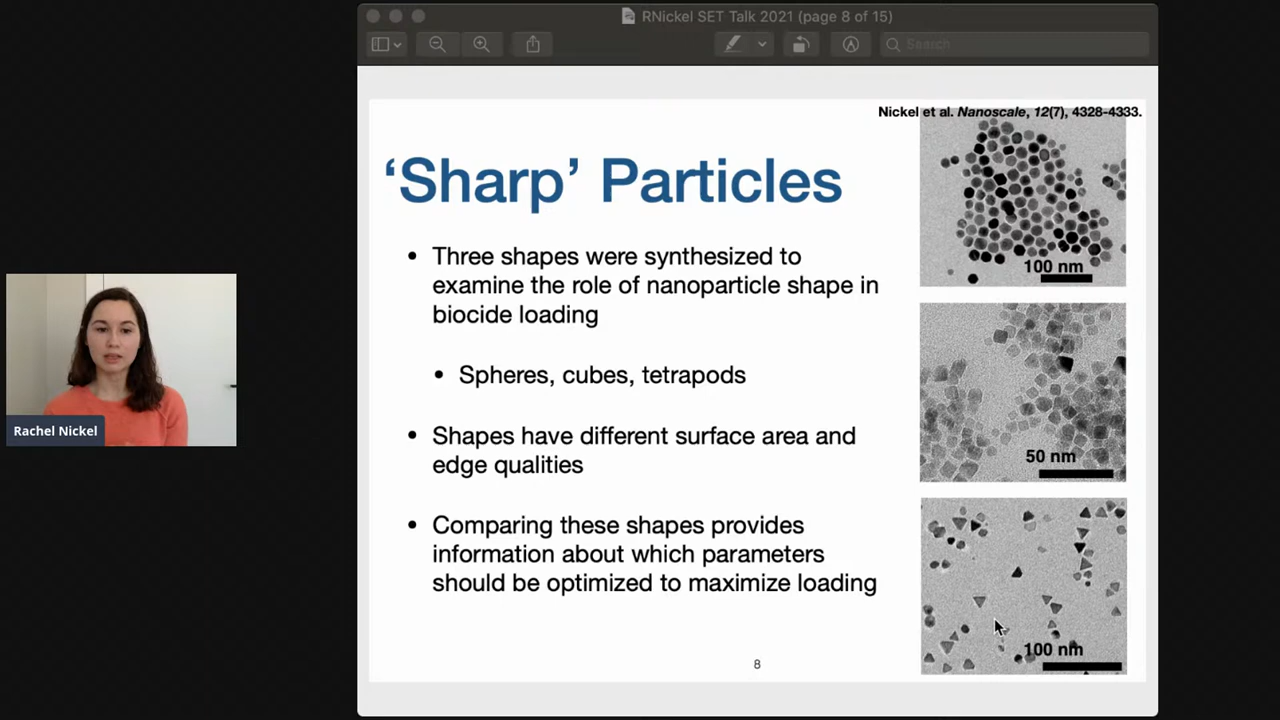 RNickel SET Talk 2021 (page 8 of 15)
Search
Nickel et al. Nanoscale, 12(7), 4328-4333.
‘Sharp’ Particles
• Three shapes were synthesized to
examine the role of nanoparticle shape in
biocide loading
• Spheres, cubes, tetrapods
• Shapes have different surface area and
edge qualities
• Comparing these shapes provides
information about which parameters
should be optimized to maximize loading
100 nm
50 nm
100 nm
8
Rachel Nickel